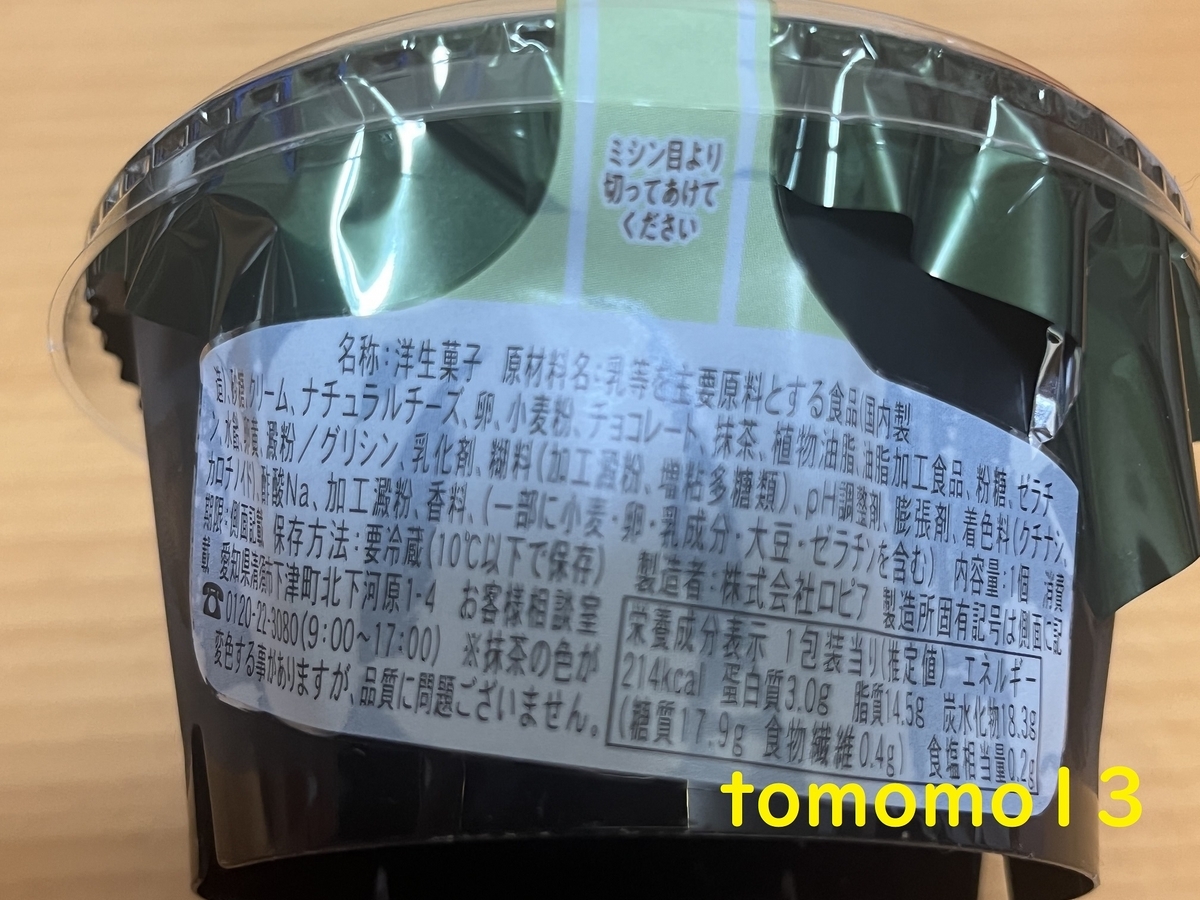 ミシン目より
切ってあけて
ください
名称:洋生菓子 原材料名:乳等を主要原料とする食品(国内製
造)、砂糖、クリーム、ナチュラルチーズ、卵、小麦粉、チョコレート、抹茶、植物油脂、油脂加工食品、粉糖、ゼラチ
ン、水飴、卵黄、澱粉/グリシン、乳化剤、糊料(加工澱粉、増粘多糖類)、pH調整剤、膨張剤、着色料(クチナシ、
カロチノイド)、酢酸Na、加工澱粉、香料、(一部に小麦・卵・乳成分・大豆・ゼラチンを含む) 内容量:1個 消費
期限:側面記載 保存方法:要冷蔵(10℃以下で保存) 製造者:株式会社ロピア 製造所固有記号は側面に記
載 愛知県清須市下津町北下河原1-4 お客様相談室
☎0120-22-3080(9:00~17:00) ※抹茶の色が
変色する事がありますが、品質に問題ございません。
栄養成分表示 1包装当り(推定値) エネルギー
214kcal 蛋白質3.0g 脂質14.5g 炭水化物18.3g
(糖質17.9g 食物繊維0.4g) 食塩相当量0.2g
tomomo13